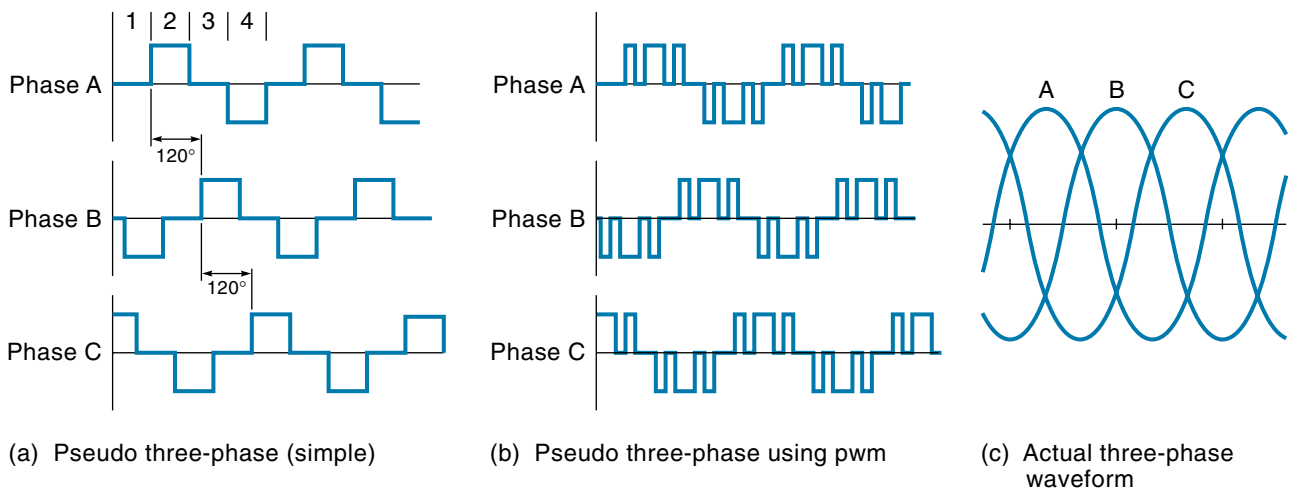 1 2 3 4
Phase A
120°
Phase B
120°
Phase C
(a) Pseudo three-phase (simple)
Phase A
Phase B
Phase C
(b) Pseudo three-phase using pwm
A B C
(c) Actual three-phase
waveform